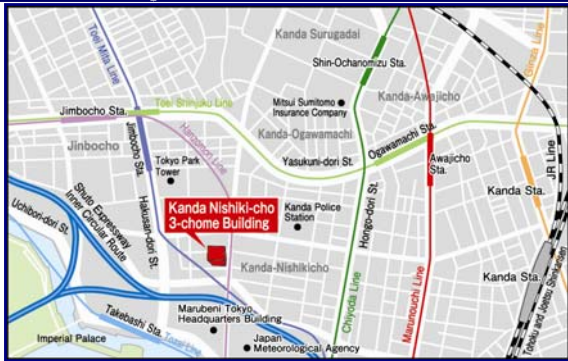 Kanda Surugadai
Toei Mita Line
Shin-Ochanomizu Sta.
Ginza Line
Toei Shinjuku Line
Mitsui Sumitomo
Insurance Company
Kanda-Awajicho
Jimbocho Sta.
Hanzomon Line
Kanda-Ogawamachi
Ogawamachi Sta.
JR Line
Jinbocho
Jimbocho Sta.
Yasukuni-dori St.
Awajicho Sta.
Tokyo Park
Tower
Kanda Sta.
Shuto Expressway
Inner Circular Route
Uchibori-dori St.
Hakusan-dori St.
Kanda Nishiki-cho
3-chome Building
Kanda Police
Station
Hongo-dori St.
Kanda-Nishikicho
Kanda Sta.
Takebashi Sta.
Tozai Line
Marubeni Tokyo
Headquarters Building
Chiyoda Line
Marunouchi Line
Tohoku and Joetsu Shinkansen
Imperial Palace
Japan
Meteorological Agency